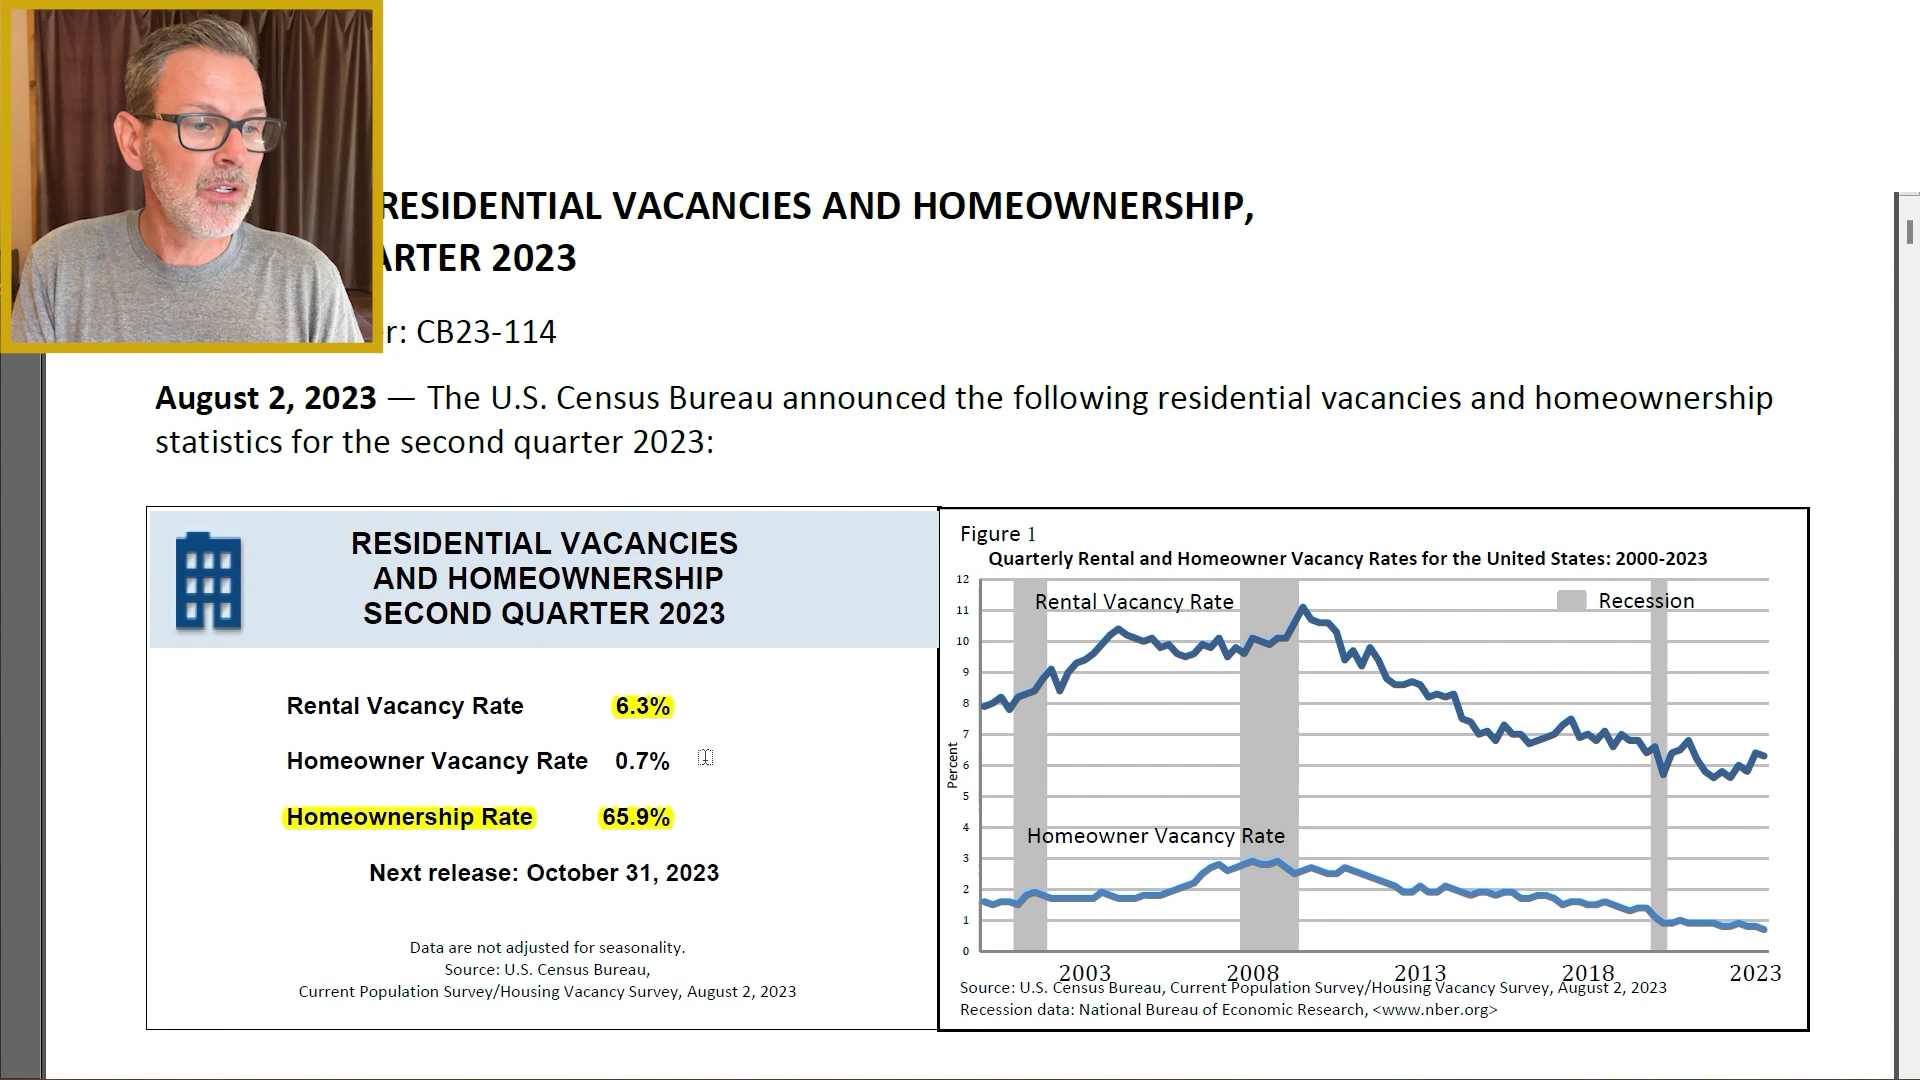 RESIDENTIAL VACANCIES AND HOMEOWNERSHIP,
ARTER 2023
r: CB23-114
August 2, 2023 — The U.S. Census Bureau announced the following residential vacancies and homeownership
statistics for the second quarter 2023:
RESIDENTIAL VACANCIES
AND HOMEOWNERSHIP
SECOND QUARTER 2023
Rental Vacancy Rate 6.3%
Homeowner Vacancy Rate 0.7%
Homeownership Rate 65.9%
Next release: October 31, 2023
Data are not adjusted for seasonality.
Source: U.S. Census Bureau,
Current Population Survey/Housing Vacancy Survey, August 2, 2023
Figure 1
Quarterly Rental and Homeowner Vacancy Rates for the United States: 2000-2023
Percent
12
11
10
9
8
7
6
5
4
3
2
1
0
Rental Vacancy Rate
Recession
Homeowner Vacancy Rate
2003 2008 2013 2018 2023
Source: U.S. Census Bureau, Current Population Survey/Housing Vacancy Survey, August 2, 2023
Recession data: National Bureau of Economic Research, <www.nber.org>